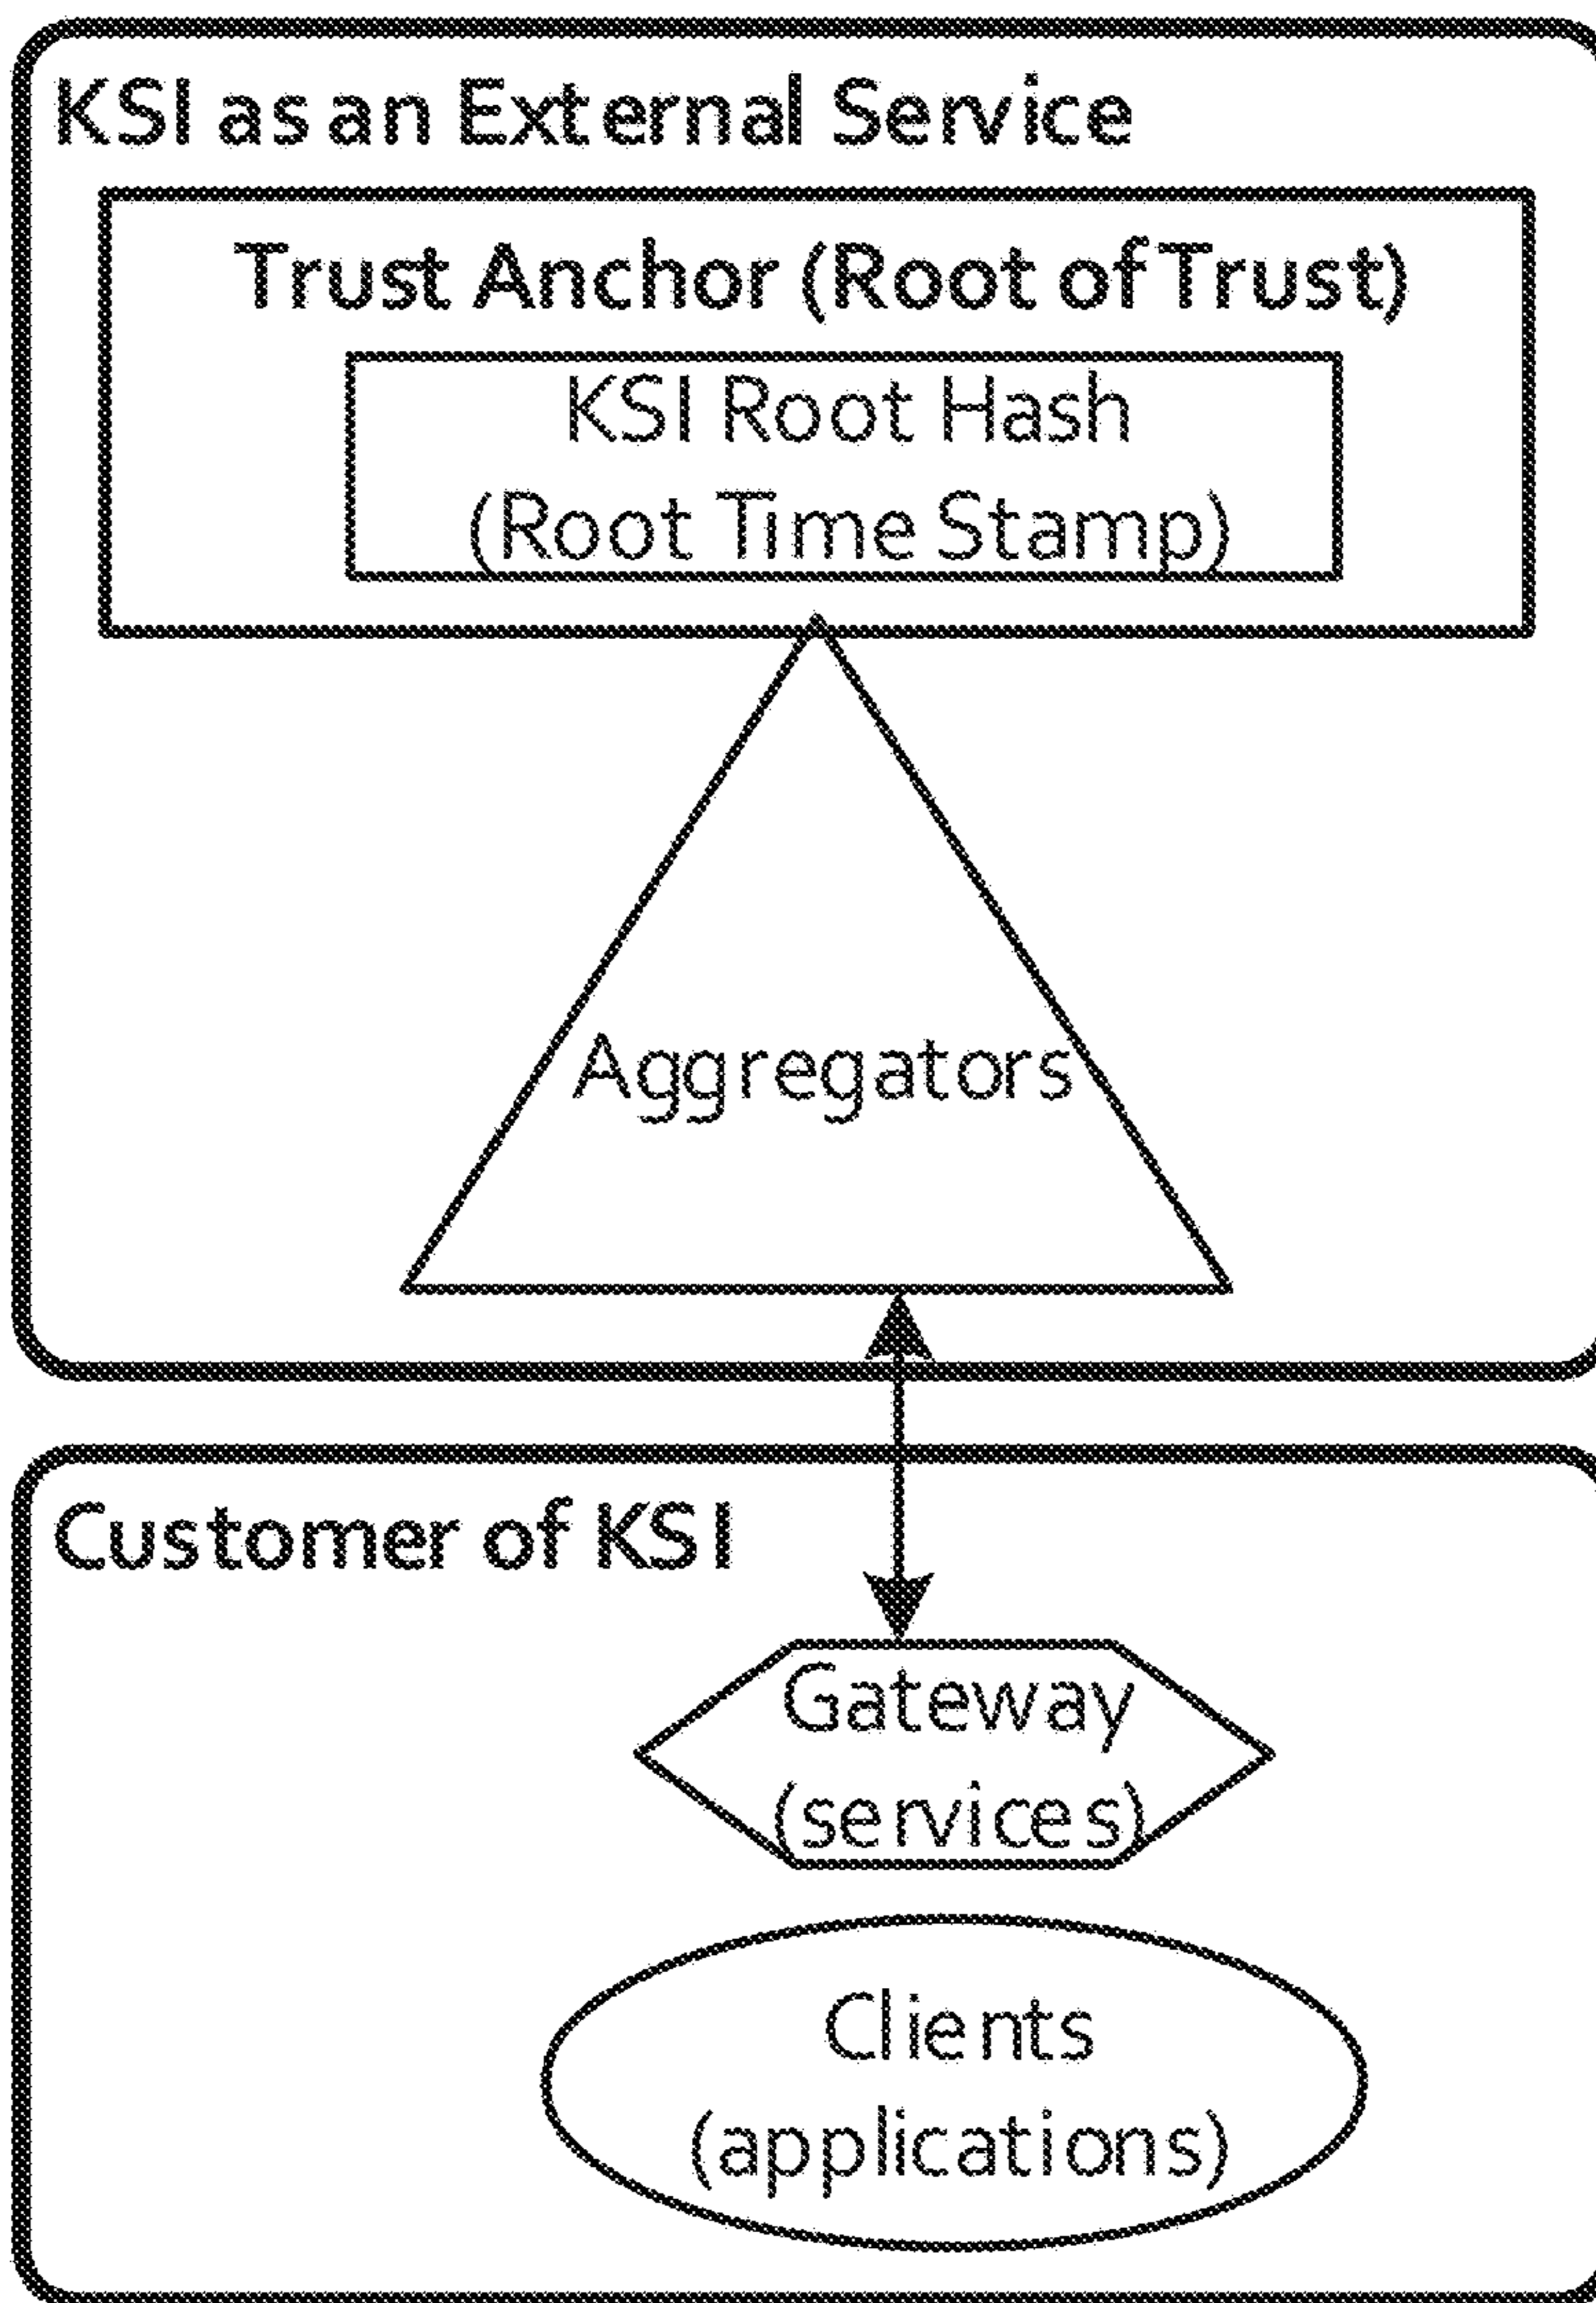 KSI as an External Service
Trust Anchor (Root of Trust)
KSI Root Hash
(Root Time Stamp)
Aggregators
Customer of KSI
Gateway
(services)
Clients
(applications)